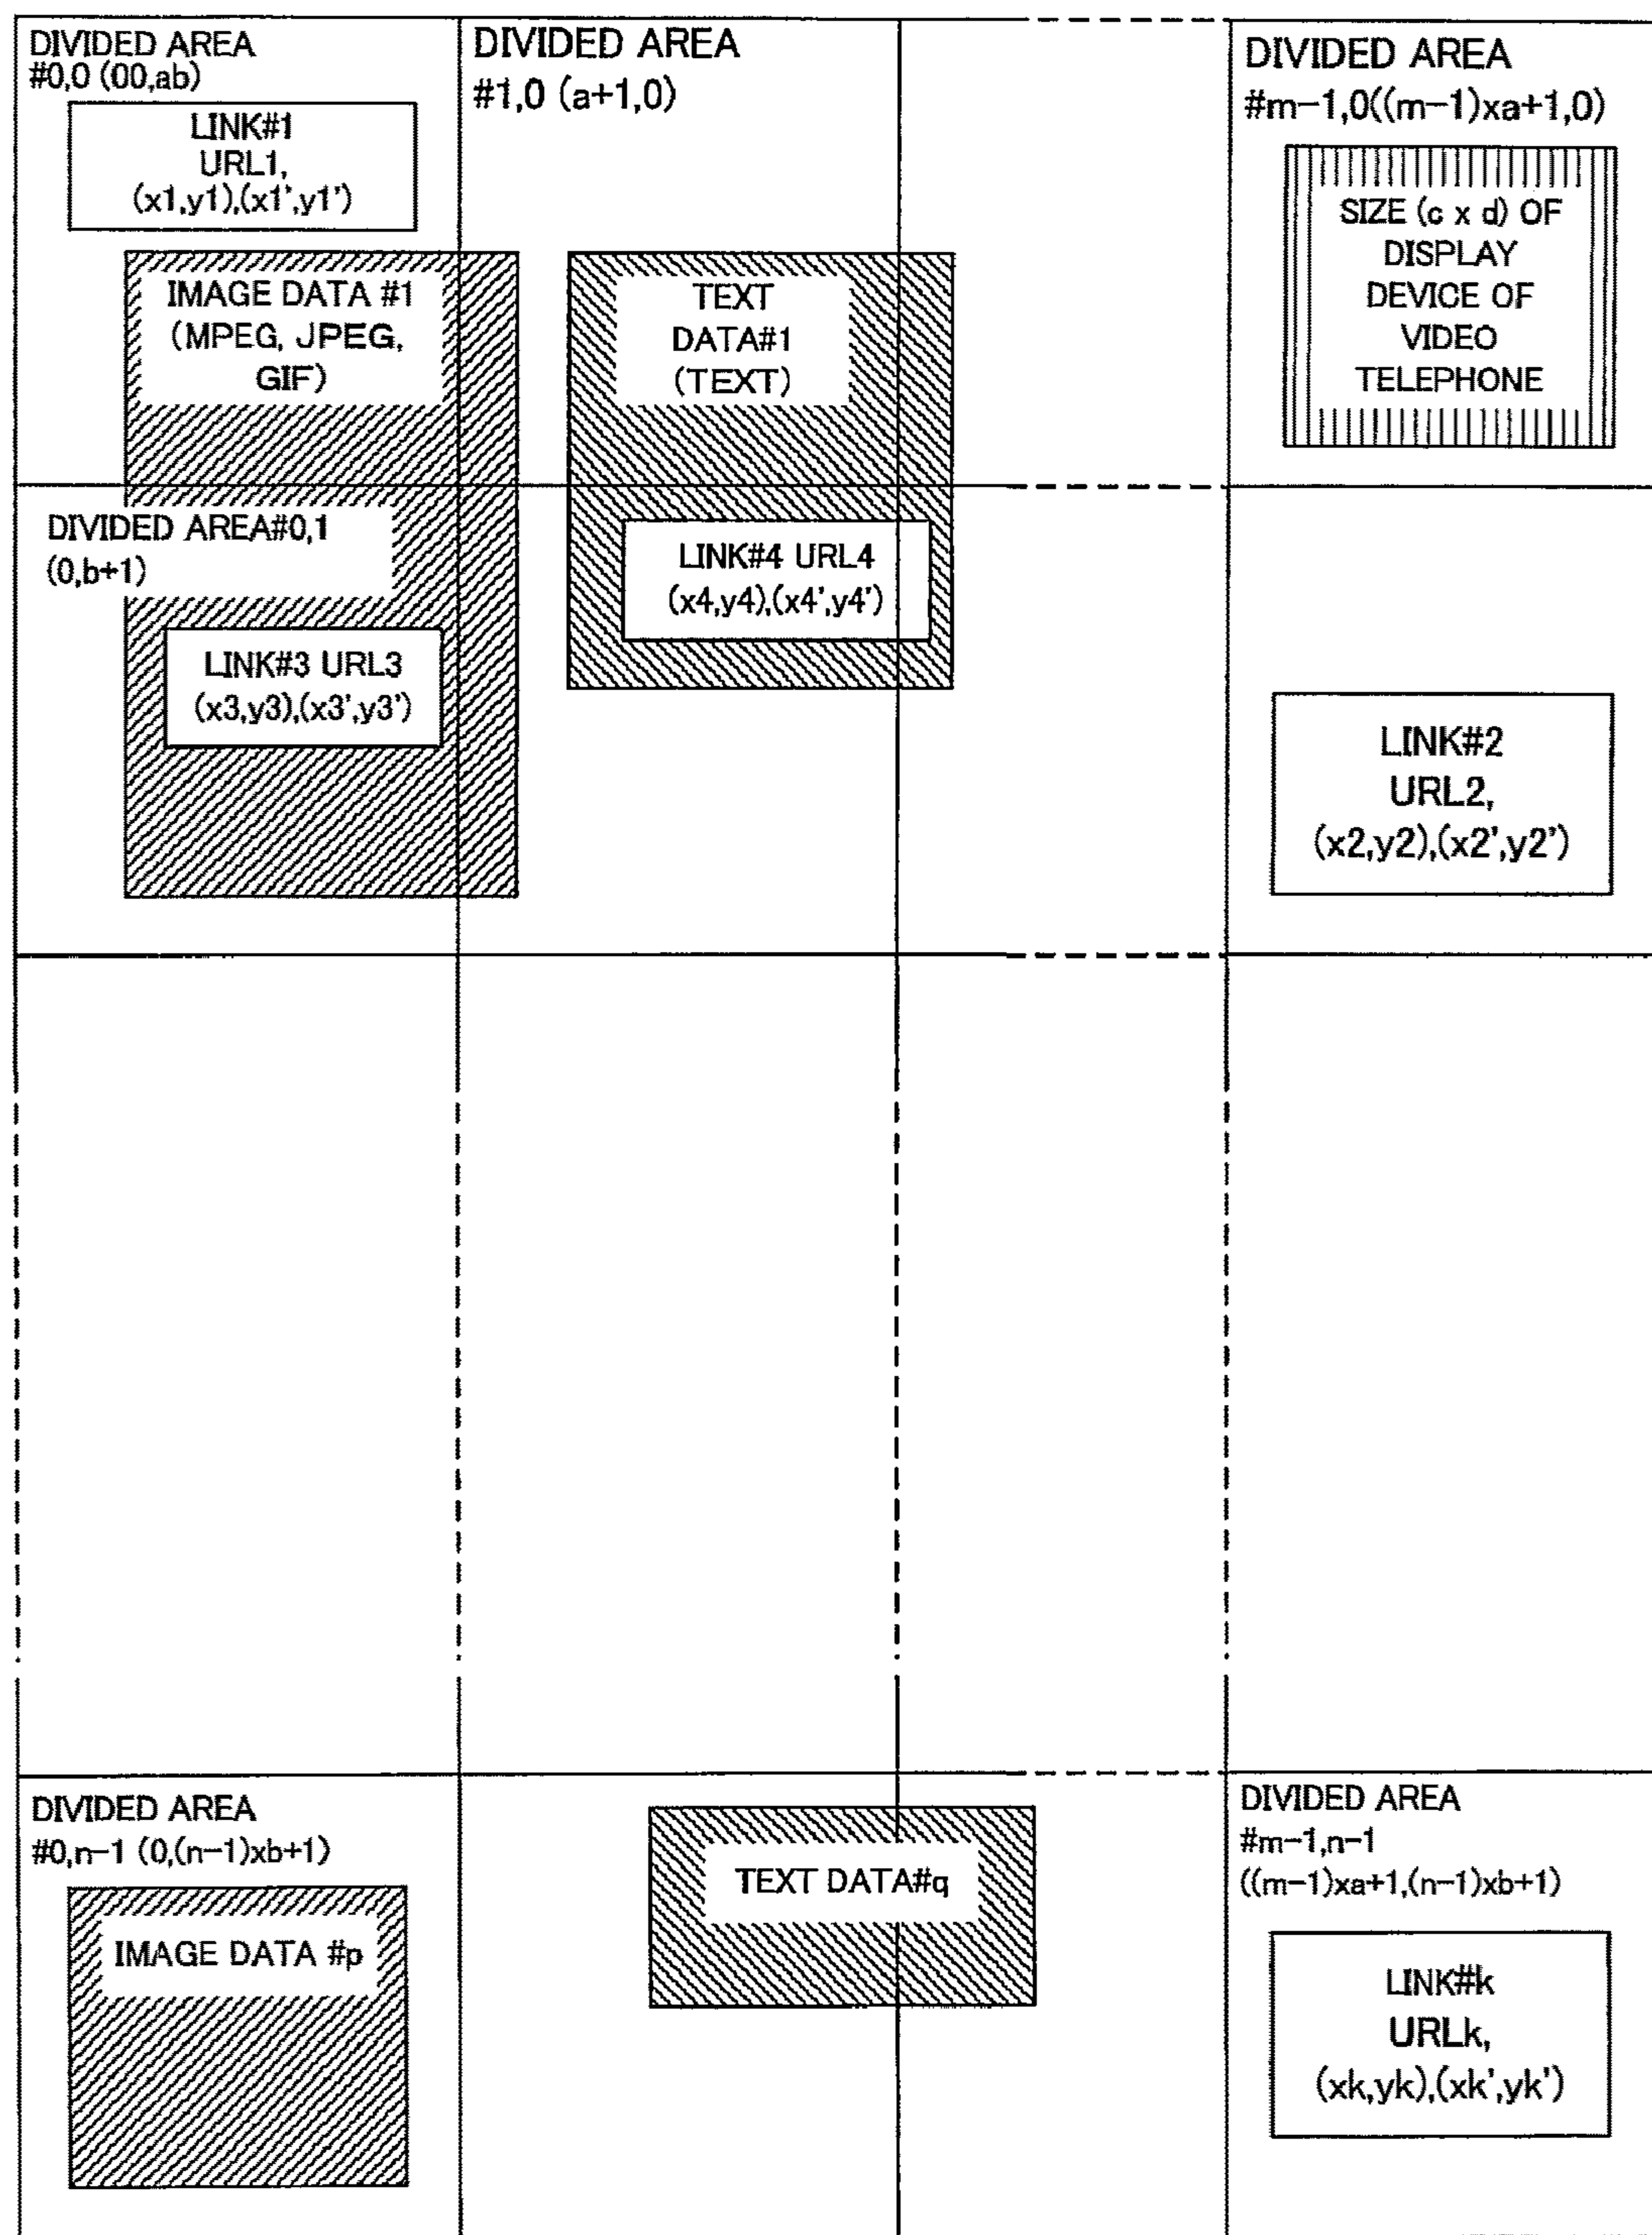 DIVIDED AREA
#0,0 (00,ab)
LINK#1
URL1,
(x1,y1),(x1',y1')
IMAGE DATA #1
(MPEG, JPEG,
GIF)
DIVIDED AREA
#1,0 (a+1,0)
TEXT
DATA#1
(TEXT)
DIVIDED AREA
#m-1,0((m-1)xa+1,0)
SIZE (c x d) OF
DISPLAY
DEVICE OF
VIDEO
TELEPHONE
DIVIDED AREA#0,1
(0,b+1)
LINK#3 URL3
(x3,y3),(x3',y3')
LINK#4 URL4
(x4,y4),(x4',y4')
LINK#2
URL2,
(x2,y2),(x2',y2')
DIVIDED AREA
#0,n-1 (0,(n-1)xb+1)
IMAGE DATA #p
TEXT DATA#q
DIVIDED AREA
#m-1,n-1
((m-1)xa+1,(n-1)xb+1)
LINK#k
URLk,
(xk,yk),(xk',yk')